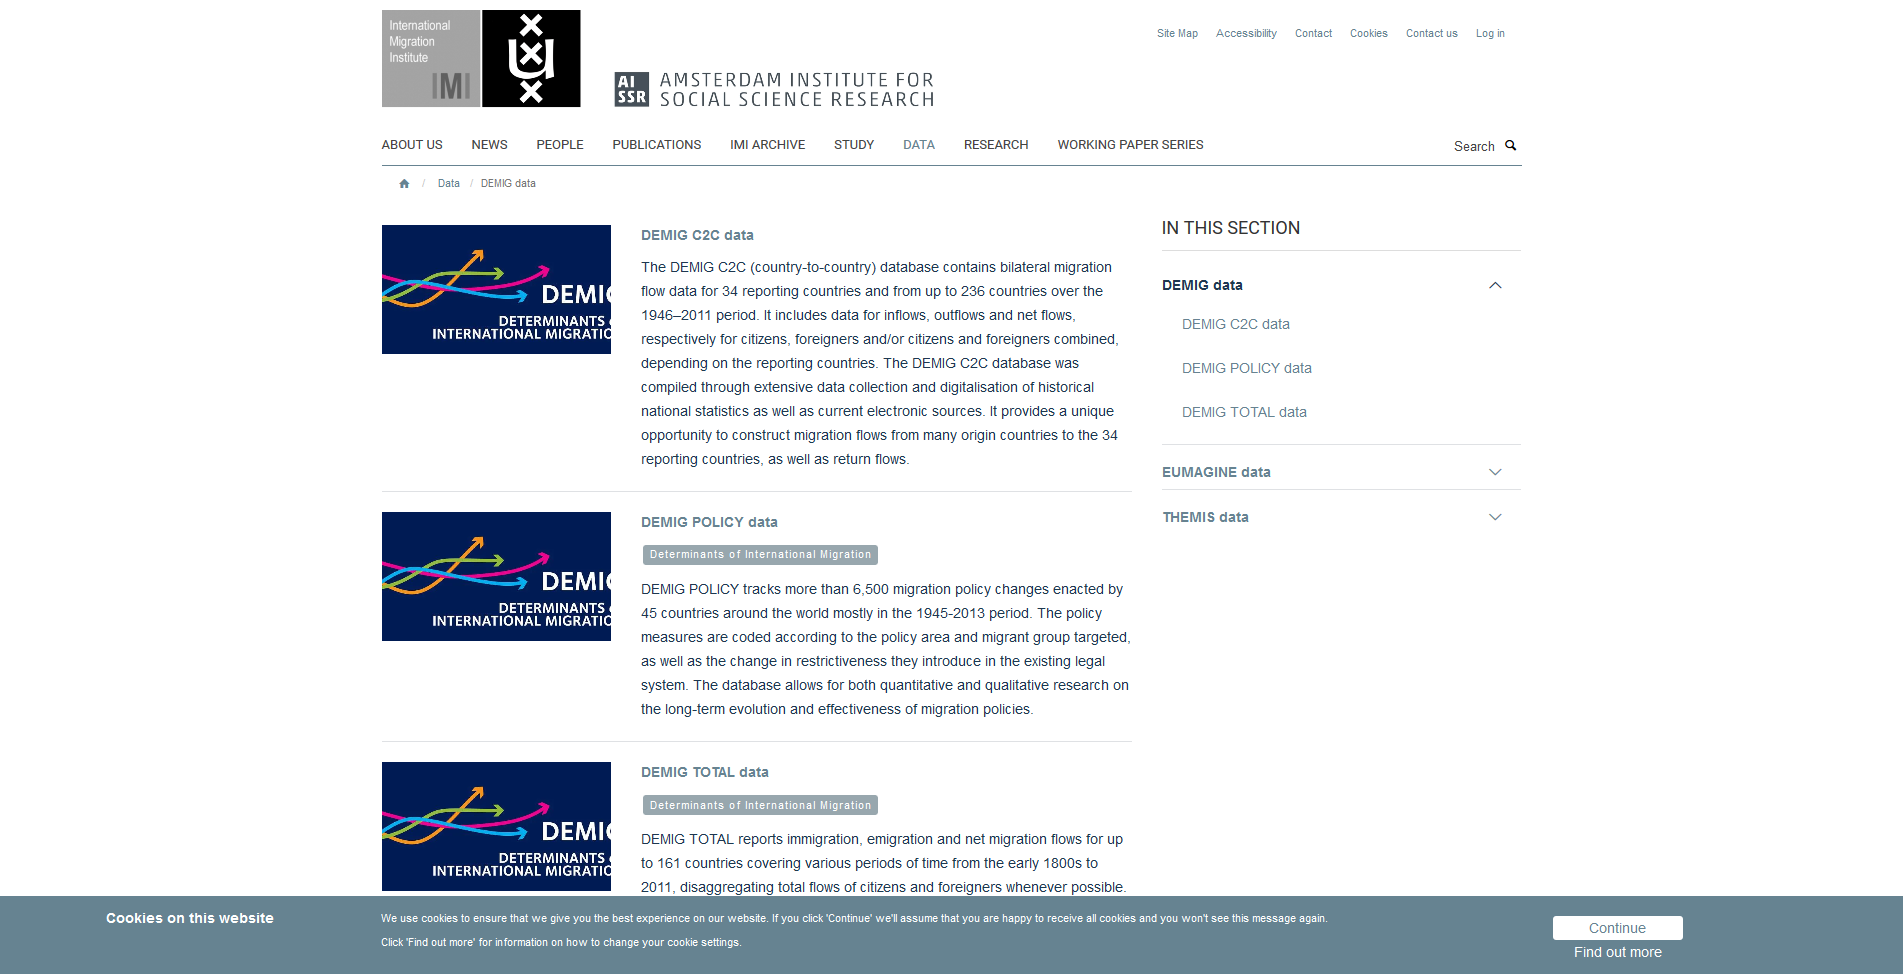 International
Migration
Institute
IMI
AI
SSR
AMSTERDAM INSTITUTE FOR
SOCIAL SCIENCE RESEARCH
Site Map Accessibility Contact Cookies Contact us Log in
ABOUT US NEWS PEOPLE PUBLICATIONS IMI ARCHIVE STUDY DATA RESEARCH WORKING PAPER SERIES Search
/ Data / DEMIG data
DEMIG
DETERMINANTS
INTERNATIONAL MIGRATIO
DEMIG C2C data
The DEMIG C2C (country-to-country) database contains bilateral migration
flow data for 34 reporting countries and from up to 236 countries over the
1946–2011 period. It includes data for inflows, outflows and net flows,
respectively for citizens, foreigners and/or citizens and foreigners combined,
depending on the reporting countries. The DEMIG C2C database was
compiled through extensive data collection and digitalisation of historical
national statistics as well as current electronic sources. It provides a unique
opportunity to construct migration flows from many origin countries to the 34
reporting countries, as well as return flows.
DEMIG
DETERMINANTS
INTERNATIONAL MIGRATIO
DEMIG POLICY data
Determinants of International Migration
DEMIG POLICY tracks more than 6,500 migration policy changes enacted by
45 countries around the world mostly in the 1945-2013 period. The policy
measures are coded according to the policy area and migrant group targeted,
as well as the change in restrictiveness they introduce in the existing legal
system. The database allows for both quantitative and qualitative research on
the long-term evolution and effectiveness of migration policies.
DEMIG
DETERMINANTS
INTERNATIONAL MIGRATIO
DEMIG TOTAL data
Determinants of International Migration
DEMIG TOTAL reports immigration, emigration and net migration flows for up
to 161 countries covering various periods of time from the early 1800s to
2011, disaggregating total flows of citizens and foreigners whenever possible.
IN THIS SECTION
DEMIG data
DEMIG C2C data
DEMIG POLICY data
DEMIG TOTAL data
EUMAGINE data
THEMIS data
Cookies on this website
We use cookies to ensure that we give you the best experience on our website. If you click 'Continue' we'll assume that you are happy to receive all cookies and you won't see this message again.
Click 'Find out more' for information on how to change your cookie settings.
Continue
Find out more